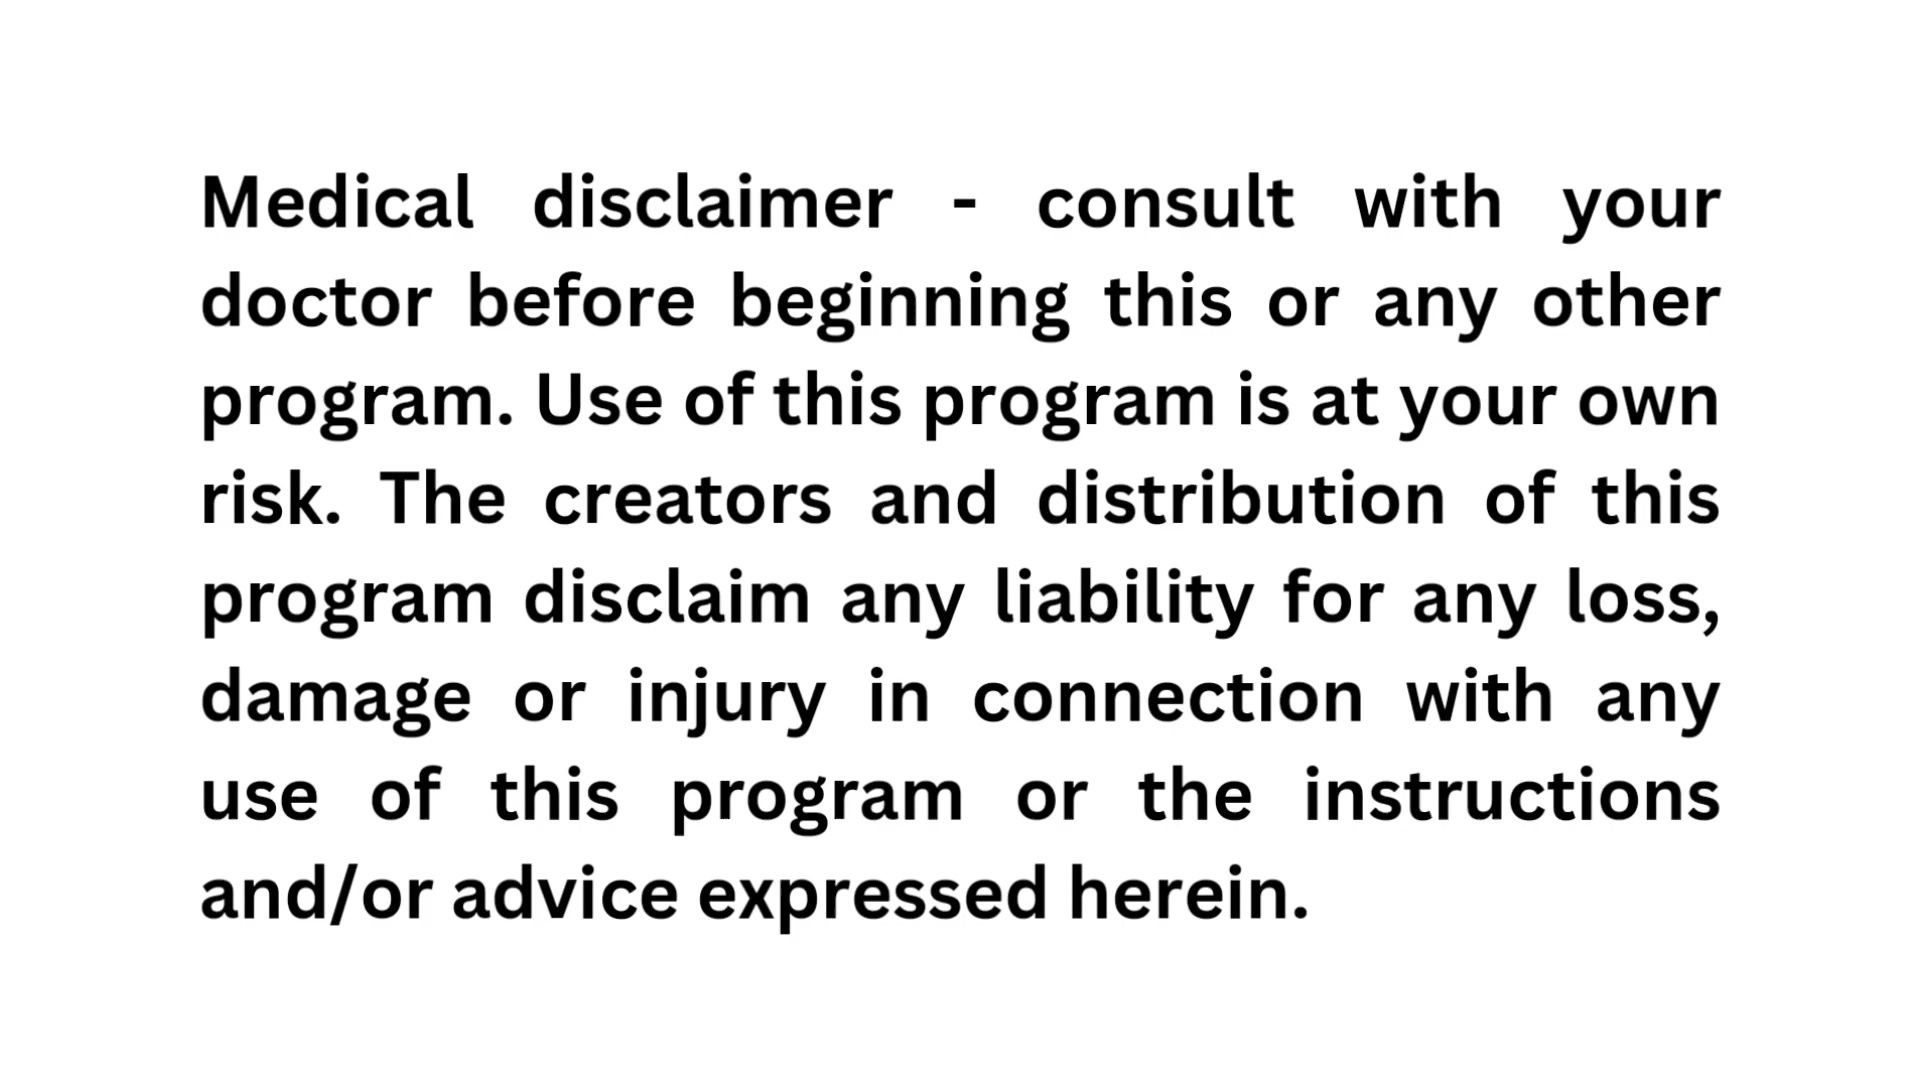 Medical disclaimer - consult with your
doctor before beginning this or any other
program. Use of this program is at your own
risk. The creators and distribution of this
program disclaim any liability for any loss,
damage or injury in connection with any
use of this program or the instructions
and/or advice expressed herein.